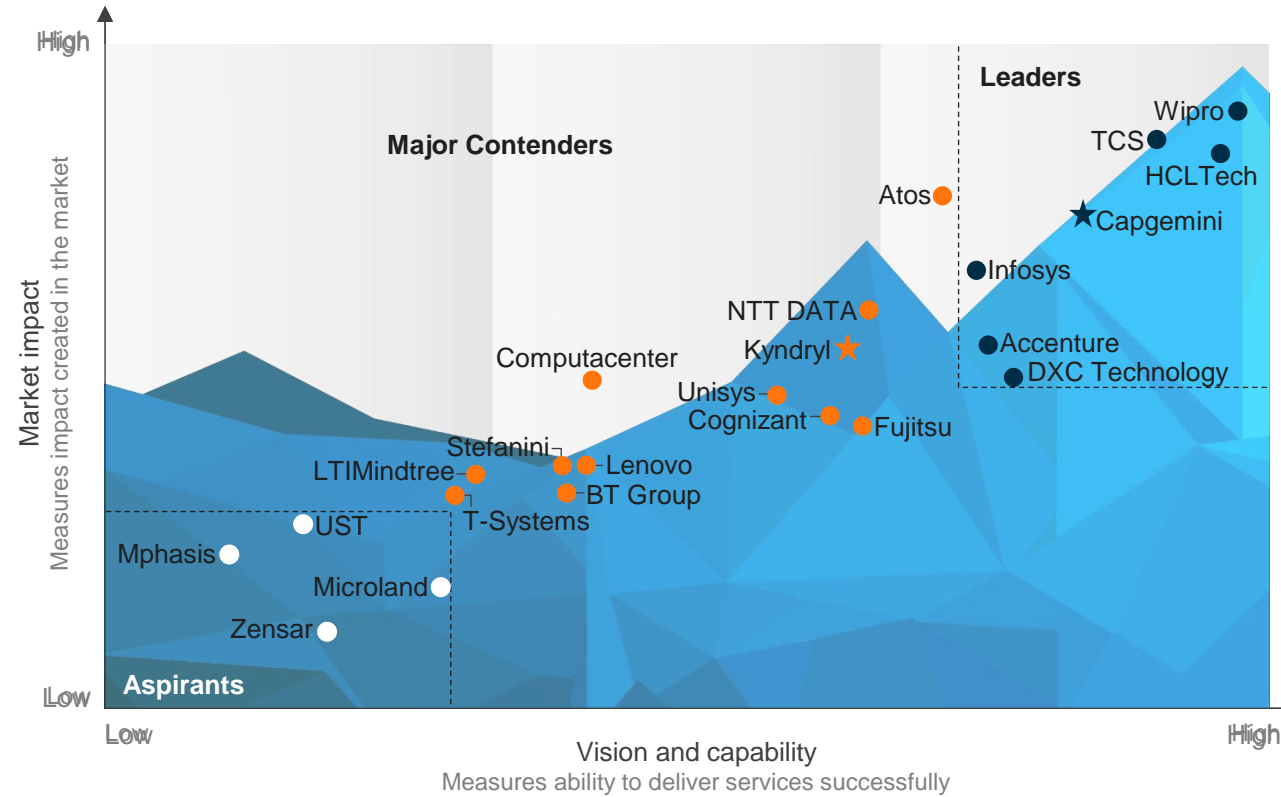 High
Leaders
Wipro
TCS
Major Contenders
HCLTech
Atos
Capgemini
Infosys
NTT DATA
Kyndryl
Accenture
Computacenter
DXC Technology
Unisys
Cognizant
Fujitsu
Stefanini
LTIMindtree
Lenovo
BT Group
T-Systems
UST
Mphasis
Microland
Zensar
Aspirants
Low
Market impact
Measures impact created in the market
Low
High
Vision and capability
Measures ability to deliver services successfully